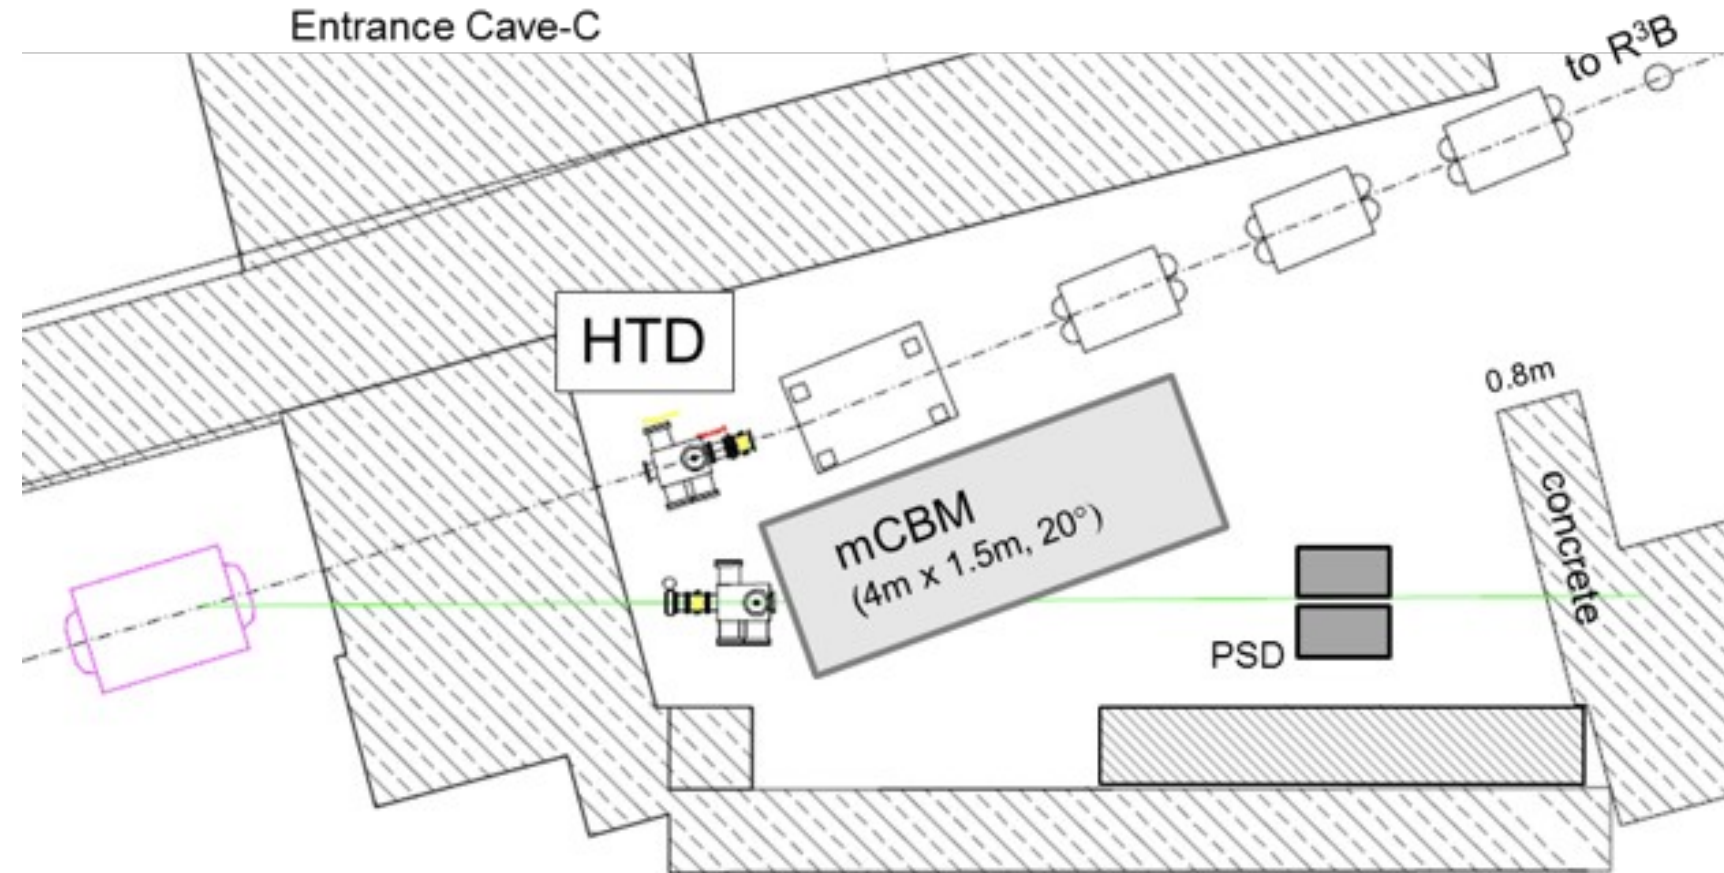 Entrance Cave-C
to R³B
HTD
0.8m
mCBM
(4m x 1.5m, 20°)
concrete
PSD